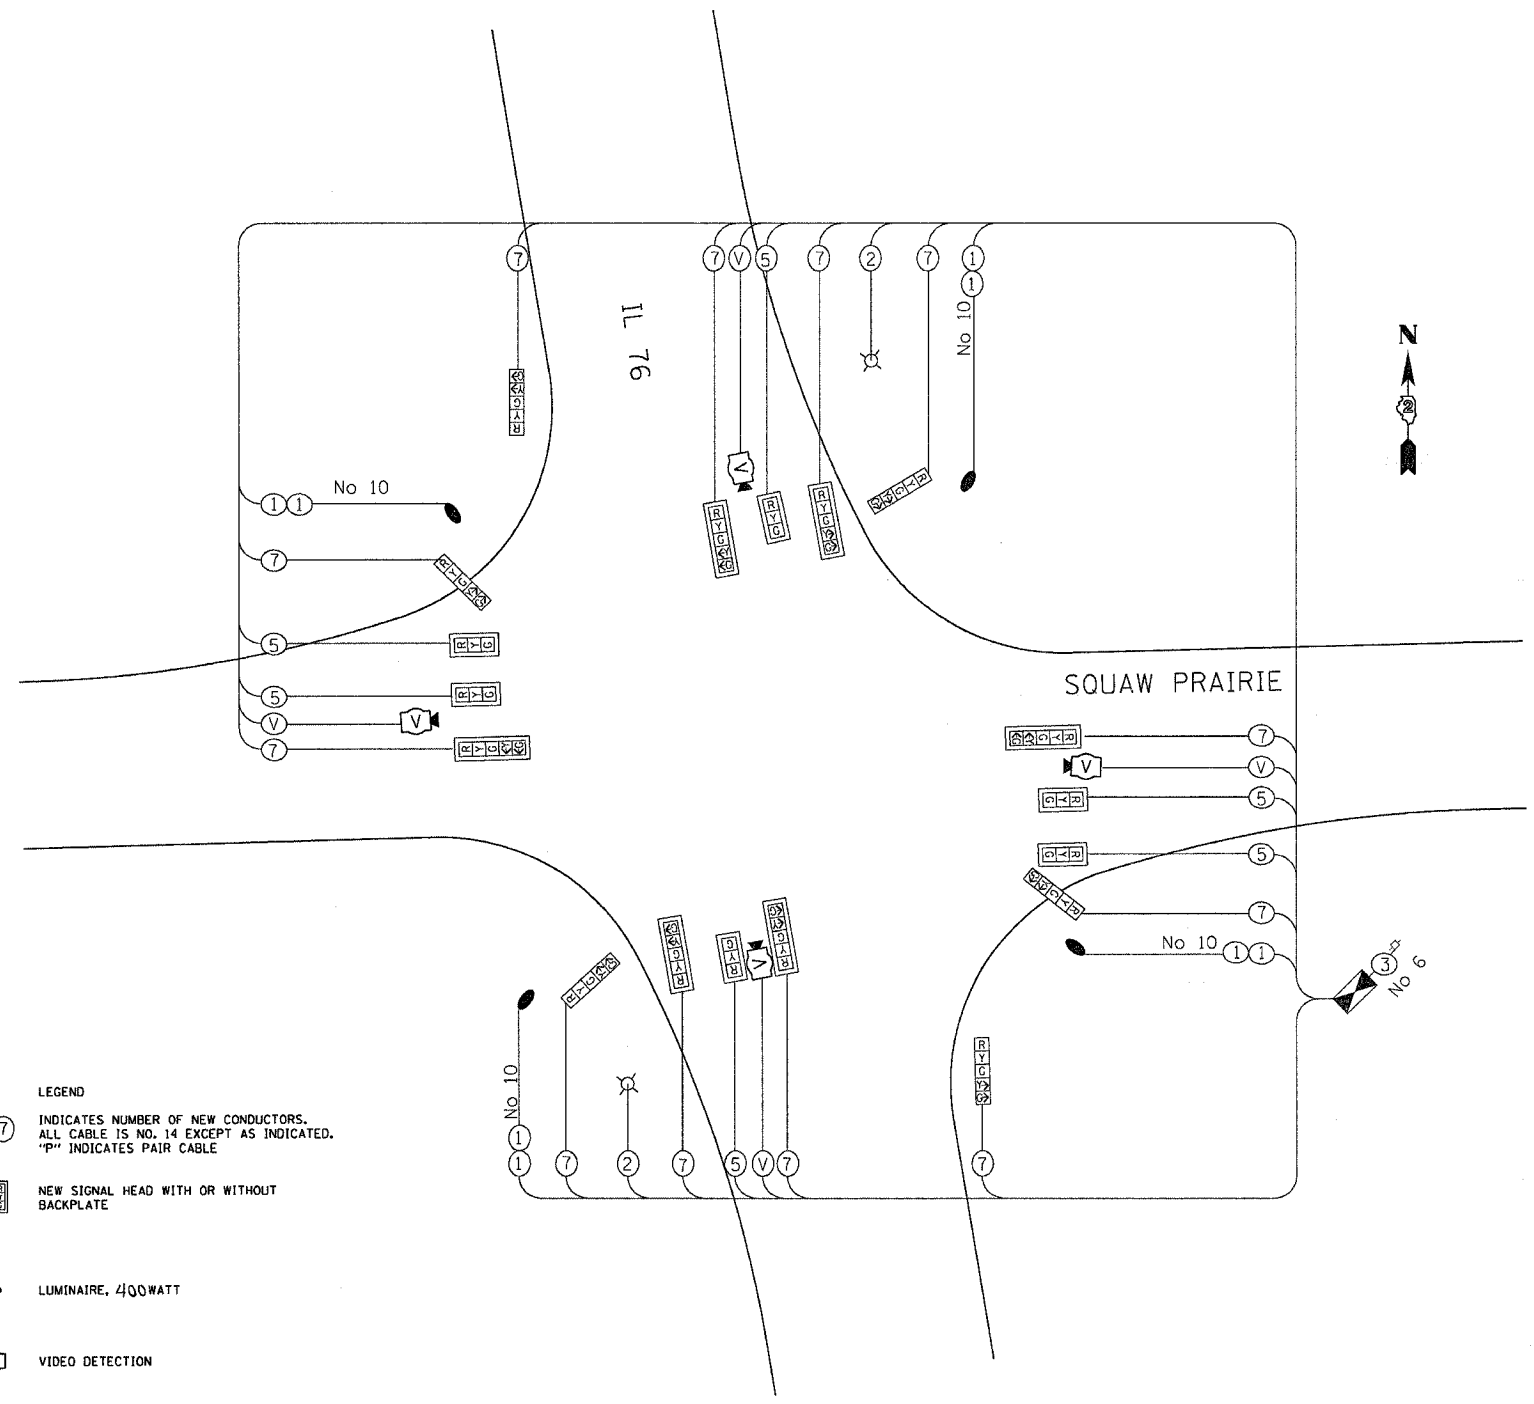 7 7 V 5 7 2 7 1
1
No 10
IL 76
N
2
G Y G Y R
1 1 No 10
R Y G Y G
R Y G
R Y G Y G
R Y G Y G
V
7
R Y G Y G
5
R Y G
5
R Y G
V
V
7
R Y G Y G
SQUAW PRAIRIE
G Y G Y R
7
V
V
G Y R
5
G Y R
5
G Y G Y R
7
No 10 1 1
3
No 6
G Y G Y R
G Y R
V
G Y G Y R
R Y G Y G
R Y G Y G
No 10
1
1 7 2 7 5 V 7 7
LEGEND
7
INDICATES NUMBER OF NEW CONDUCTORS.
ALL CABLE IS NO. 14 EXCEPT AS INDICATED.
"P" INDICATES PAIR CABLE
NEW SIGNAL HEAD WITH OR WITHOUT
BACKPLATE
LUMINAIRE, 400WATT
VIDEO DETECTION